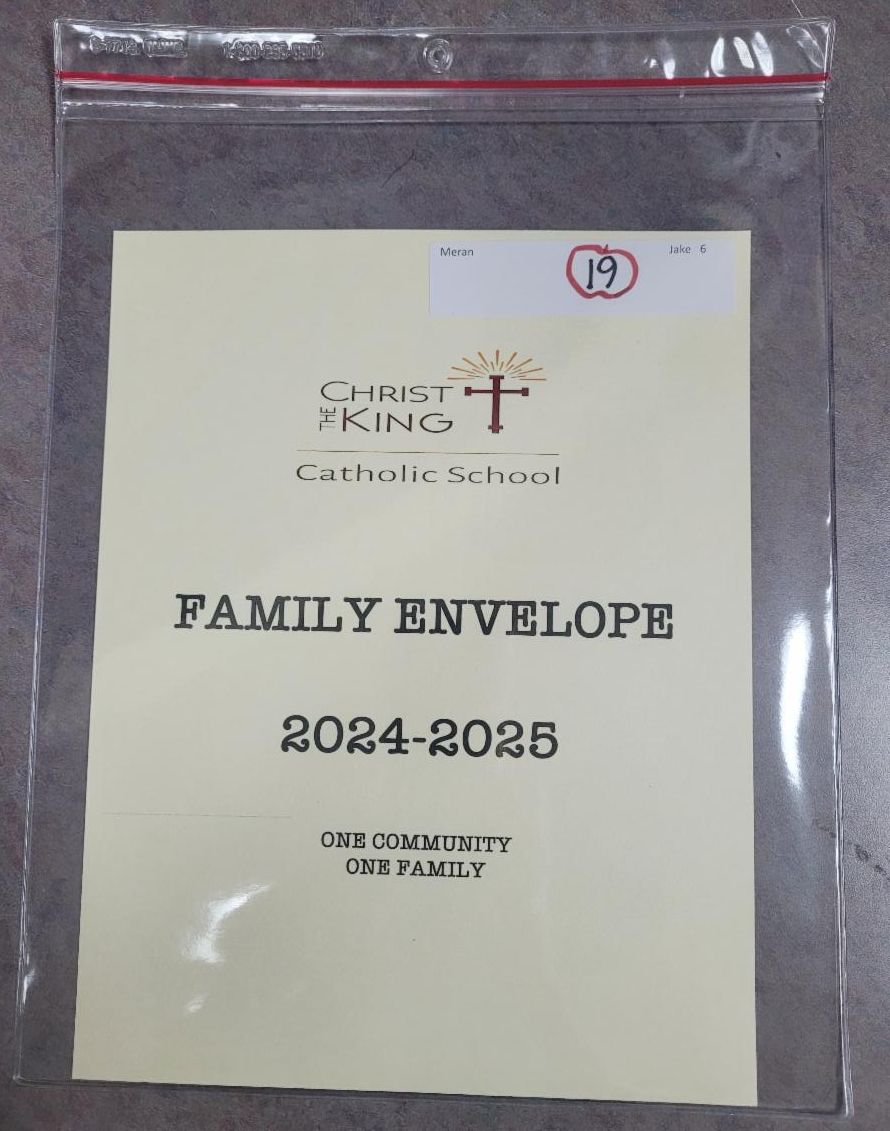 Meran 19 Jake 6
CHRIST
THE KING
Catholic School
FAMILY ENVELOPE
2024-2025
ONE COMMUNITY
ONE FAMILY